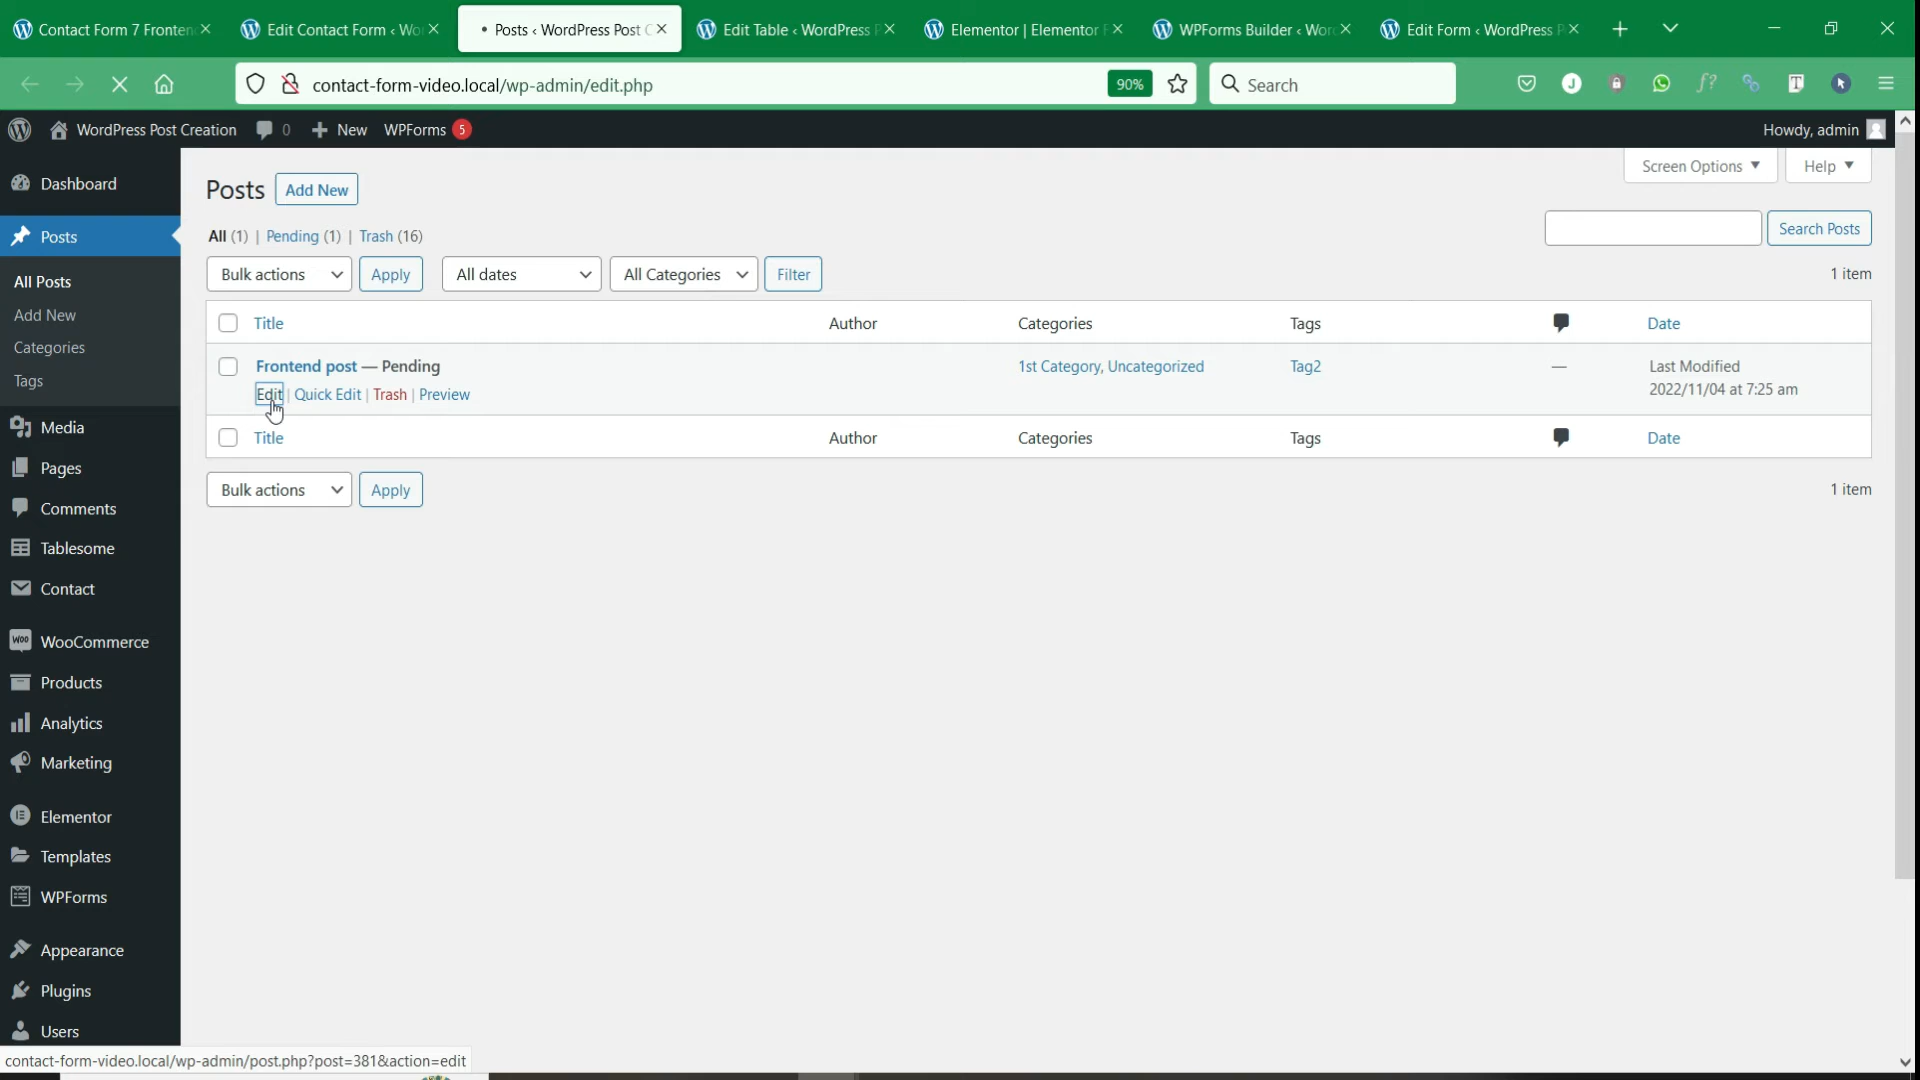 Contact Form 7 Fronten
Edit Contact Form ‹ Wo
• Posts ‹ WordPress Post C
Edit Table ‹ WordPress P
Elementor | Elementor F
WPForms Builder ‹ Wor
Edit Form ‹ WordPress P
contact-form-video.local/wp-admin/edit.php
90%
Search
WordPress Post Creation
0
New
WPForms 5
Howdy, admin
Dashboard
Posts
All Posts
Add New
Categories
Tags
Media
Pages
Comments
Tablesome
Contact
WooCommerce
Products
Analytics
Marketing
Elementor
Templates
WPForms
Appearance
Plugins
Users
Screen Options
Help
Posts Add New
All (1) | Pending (1) | Trash (16)
Search Posts
Bulk actions Apply All dates All Categories Filter
1 item
Title Author Categories Tags Date
Frontend post — Pending 1st Category, Uncategorized Tag2 — Last Modified
Edit | Quick Edit | Trash | Preview 2022/11/04 at 7:25 am
Title Author Categories Tags Date
Bulk actions Apply
1 item
contact-form-video.local/wp-admin/post.php?post=381&action=edit